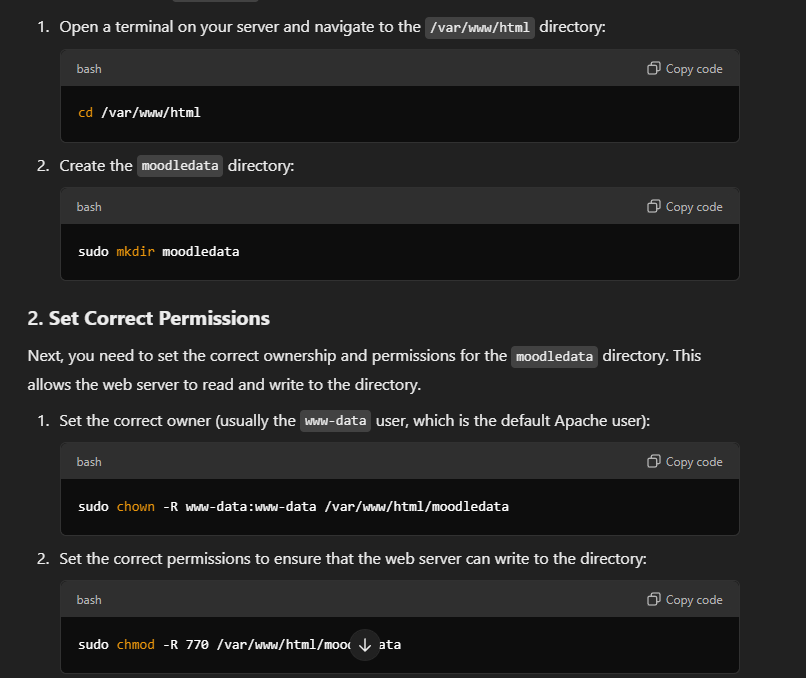 1. Open a terminal on your server and navigate to the /var/www/html directory:
bash
Copy code
cd /var/www/html
2. Create the moodledata directory:
bash
Copy code
sudo mkdir moodledata
2. Set Correct Permissions
Next, you need to set the correct ownership and permissions for the moodledata directory. This
allows the web server to read and write to the directory.
1. Set the correct owner (usually the www-data user, which is the default Apache user):
bash
Copy code
sudo chown -R www-data:www-data /var/www/html/moodledata
2. Set the correct permissions to ensure that the web server can write to the directory:
bash
Copy code
sudo chmod -R 770 /var/www/html/moo ata